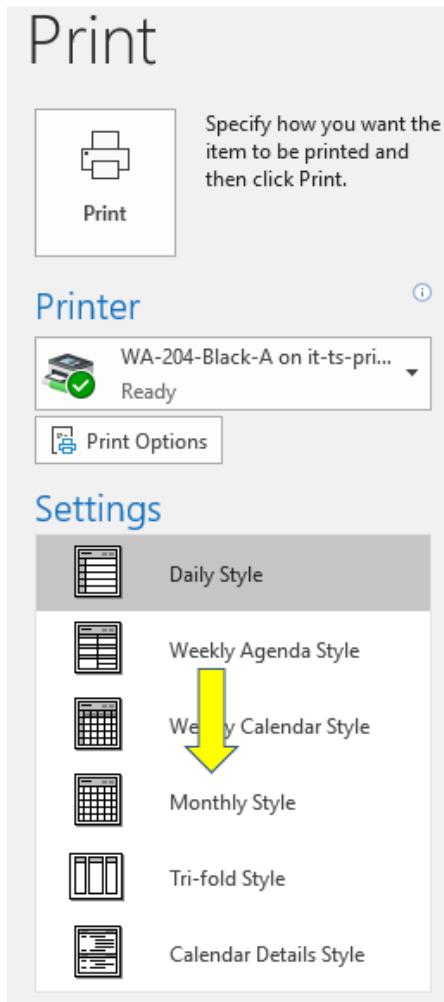 Print
Specify how you want the
item to be printed and
then click Print.
Print
Printer
WA-204-Black-A on it-ts-pri...
Ready
Print Options
Settings
Daily Style
Weekly Agenda Style
Calendar Style
Monthly Style
Tri-fold Style
Calendar Details Style